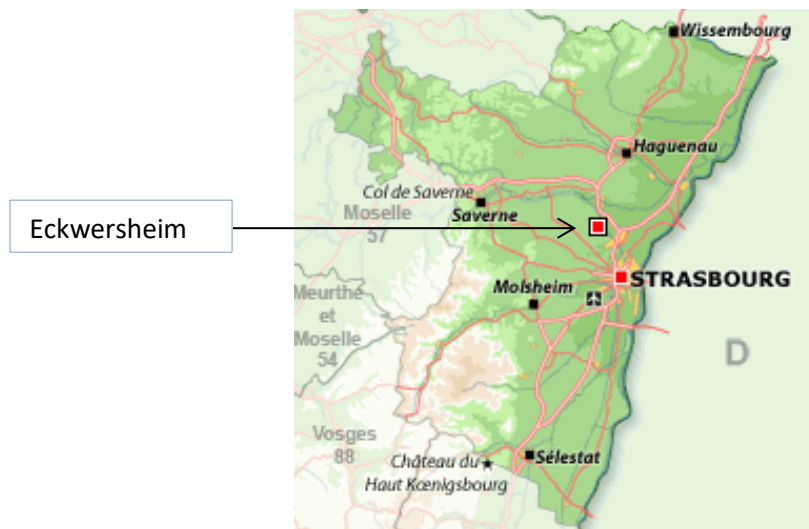 Wissembourg
Haguenau
Col de Saverne
Moselle
57
Saverne
Eckwersheim
STRASBOURG
Molsheim
Meurthe
et
Moselle
54
D
Vosges
88
Château du
Haut Kœnigsbourg
Sélestat